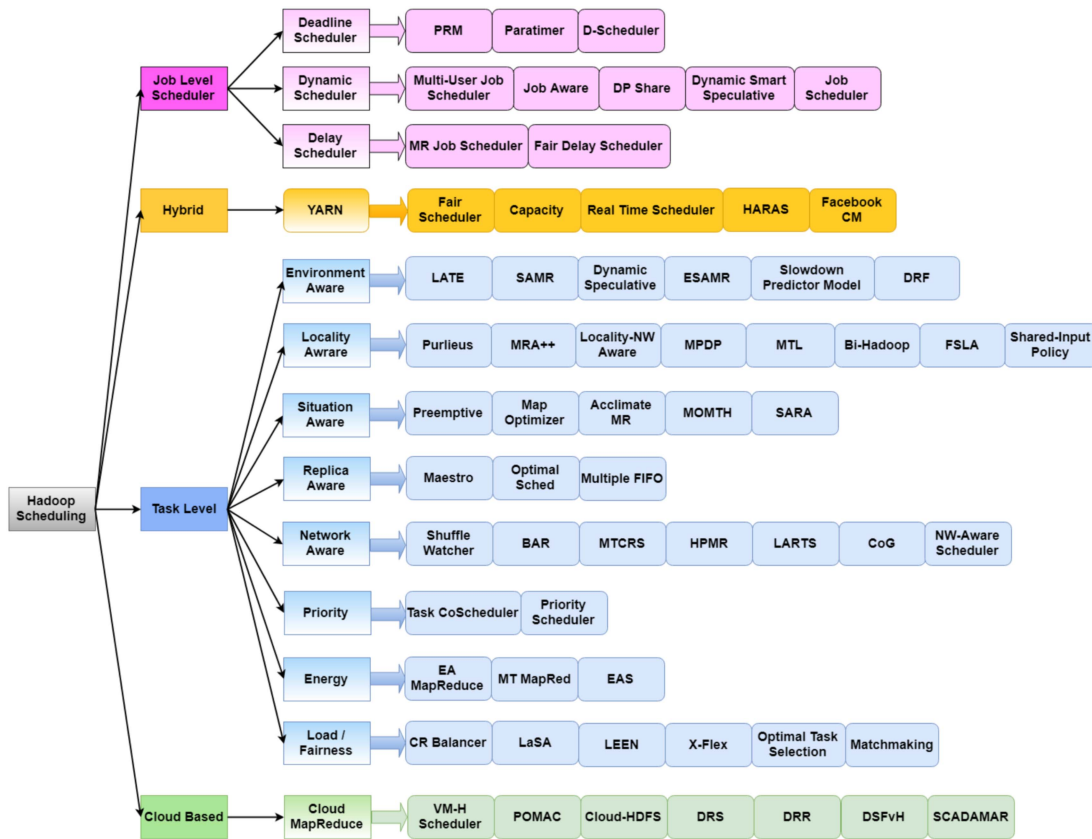 Deadline
Scheduler
PRM
Paratimer
D-Scheduler
Job Level
Scheduler
Dynamic
Scheduler
Multi-User Job
Scheduler
Job Aware
DP Share
Dynamic Smart
Speculative
Job
Scheduler
Delay
Scheduler
MR Job Scheduler
Fair Delay Scheduler
Hybrid
YARN
Fair
Scheduler
Capacity
Real Time Scheduler
HARAS
Facebook
CM
Environment
Aware
LATE
SAMR
Dynamic
Speculative
ESAMR
Slowdown
Predictor Model
DRF
Locality
Awrare
Purlieus
MRA++
Locality-NW
Aware
MPDP
MTL
Bi-Hadoop
FSLA
Shared-Input
Policy
Situation
Aware
Preemptive
Map
Optimizer
Acclimate
MR
MOMTH
SARA
Replica
Aware
Maestro
Optimal
Sched
Multiple FIFO
Hadoop
Scheduling
Task Level
Network
Aware
Shuffle
Watcher
BAR
MTCRS
HPMR
LARTS
CoG
NW-Aware
Scheduler
Priority
Task CoScheduler
Priority
Scheduler
Energy
EA
MapReduce
MT MapRed
EAS
Load /
Fairness
CR Balancer
LaSA
LEEN
X-Flex
Optimal Task
Selection
Matchmaking
Cloud Based
Cloud
MapReduce
VM-H
Scheduler
POMAC
Cloud-HDFS
DRS
DRR
DSFvH
SCADAMAR